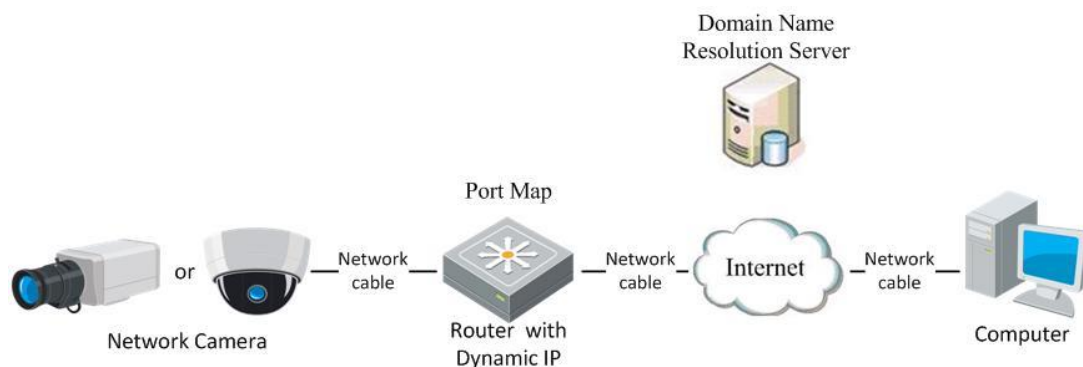 Domain Name
Resolution Server
Port Map
or
Network
cable
Network
cable
Internet
Network
cable
Network Camera
Router with
Dynamic IP
Computer